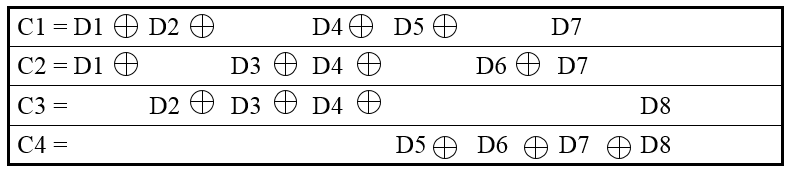 C1 = D1 ⊕ D2 ⊕ D4 ⊕ D5 ⊕ D7
C2 = D1 ⊕ D3 ⊕ D4 ⊕ D6 ⊕ D7
C3 = D2 ⊕ D3 ⊕ D4 ⊕ D8
C4 = D5 ⊕ D6 ⊕ D7 ⊕ D8